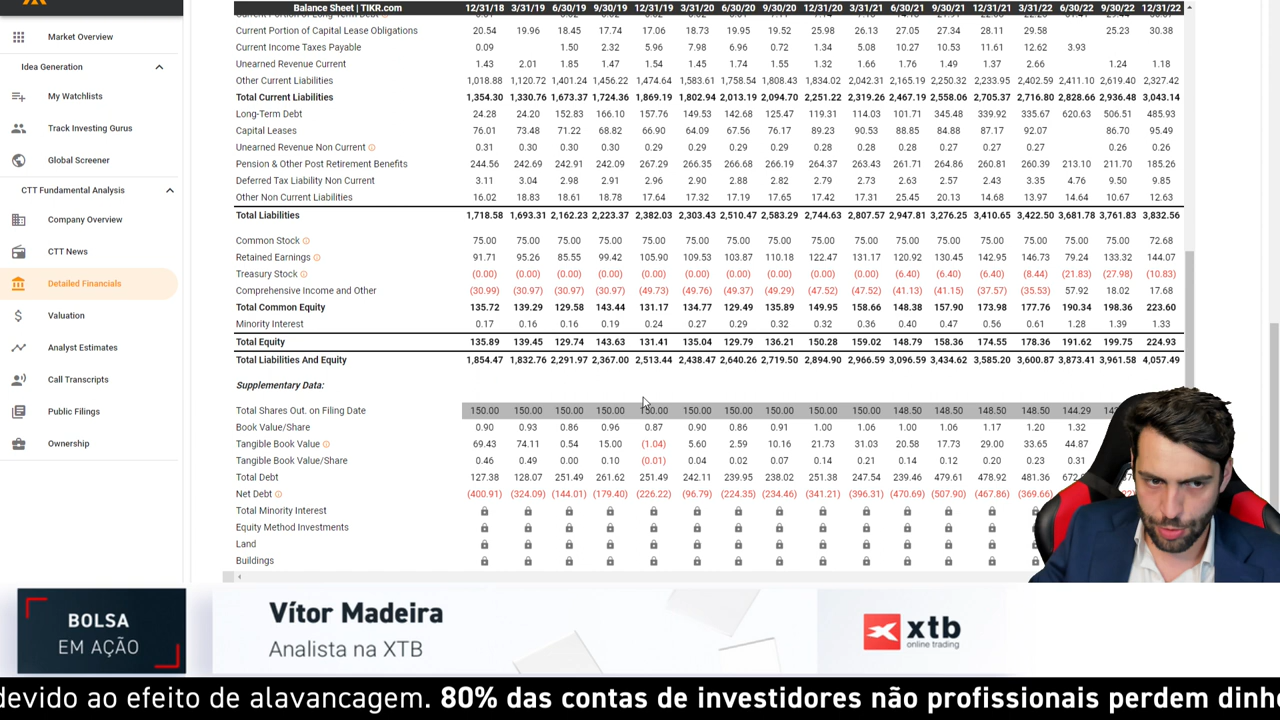 Balance Sheet | TIKR.com 12/31/18 3/31/19 6/30/19 9/30/19 12/31/19 3/31/20 6/30/20 9/30/20 12/31/20 3/31/21 6/30/21 9/30/21 12/31/21 3/31/22 6/30/22 9/30/22 12/31/22
Market Overview
Idea Generation
My Watchlists
Track Investing Gurus
Global Screener
CTT Fundamental Analysis
Company Overview
CTT News
Detailed Financials
Valuation
Analyst Estimates
Call Transcripts
Public Filings
Ownership
Current Portion of Capital Lease Obligations 20.54 19.96 18.45 17.74 17.06 18.73 19.95 19.52 25.98 26.13 27.05 27.34 28.11 29.58 25.23 30.38
Current Income Taxes Payable 0.09 1.50 2.32 5.96 7.98 6.96 0.72 1.34 5.08 10.27 10.53 11.61 12.62 3.93
Unearned Revenue Current 1.43 2.01 1.85 1.47 1.54 1.45 1.74 1.55 1.32 1.66 1.76 1.49 1.37 2.66 1.24 1.18
Other Current Liabilities 1,018.88 1,120.72 1,401.24 1,456.22 1,474.64 1,583.61 1,758.54 1,808.43 1,834.02 2,042.31 2,165.19 2,250.32 2,233.95 2,402.59 2,411.10 2,619.40 2,327.42
Total Current Liabilities 1,354.30 1,330.76 1,673.37 1,724.36 1,869.19 1,802.94 2,013.19 2,094.70 2,251.22 2,319.26 2,467.19 2,558.06 2,705.37 2,716.80 2,828.66 2,936.48 3,043.14
Long-Term Debt 24.28 24.20 152.83 166.10 157.76 149.53 142.68 125.47 119.31 114.03 101.71 345.48 339.92 335.67 620.63 506.51 485.93
Capital Leases 76.01 73.48 71.22 68.82 66.90 64.09 67.56 76.17 89.23 90.53 88.85 84.88 87.17 92.07 86.70 95.49
Unearned Revenue Non Current 0.31 0.30 0.30 0.30 0.29 0.29 0.29 0.29 0.28 0.28 0.28 0.27 0.27 0.27 0.26 0.26
Pension & Other Post Retirement Benefits 244.56 242.69 242.91 242.09 267.29 266.35 266.68 266.19 264.37 263.43 261.71 264.86 260.81 260.39 213.10 211.70 185.26
Deferred Tax Liability Non Current 3.11 3.04 2.98 2.91 2.96 2.90 2.88 2.82 2.79 2.73 2.63 2.57 2.43 3.35 4.76 9.50 9.85
Other Non Current Liabilities 16.02 18.83 18.61 18.78 17.64 17.32 17.19 17.65 17.42 17.31 25.45 20.13 14.68 13.97 14.64 10.67 12.63
Total Liabilities 1,718.58 1,693.31 2,162.23 2,223.37 2,382.03 2,303.43 2,510.47 2,583.29 2,744.63 2,807.57 2,947.81 3,276.25 3,410.65 3,422.50 3,681.78 3,761.83 3,832.56
Common Stock 75.00 75.00 75.00 75.00 75.00 75.00 75.00 75.00 75.00 75.00 75.00 75.00 75.00 75.00 75.00 75.00 72.68
Retained Earnings 91.71 95.26 85.55 99.42 105.90 109.53 103.87 110.18 122.47 131.17 120.92 130.45 142.95 146.73 79.24 133.32 144.07
Treasury Stock (0.00) (0.00) (0.00) (0.00) (0.00) (0.00) (0.00) (0.00) (0.00) (0.00) (6.40) (6.40) (6.40) (8.44) (21.83) (27.98) (10.83)
Comprehensive Income and Other (30.99) (30.97) (30.97) (30.97) (49.73) (49.76) (49.37) (49.29) (47.52) (47.52) (41.13) (41.15) (37.57) (35.53) 57.92 18.02 17.68
Total Common Equity 135.72 139.29 129.58 143.44 131.17 134.77 129.49 135.89 149.95 158.66 148.38 157.90 173.98 177.76 190.34 198.36 223.60
Minority Interest 0.17 0.16 0.16 0.19 0.24 0.27 0.29 0.32 0.32 0.36 0.40 0.47 0.56 0.61 1.28 1.39 1.33
Total Equity 135.89 139.45 129.74 143.63 131.41 135.04 129.79 136.21 150.28 159.02 148.79 158.36 174.55 178.36 191.62 199.75 224.93
Total Liabilities And Equity 1,854.47 1,832.76 2,291.97 2,367.00 2,513.44 2,438.47 2,640.26 2,719.50 2,894.90 2,966.59 3,096.59 3,434.62 3,585.20 3,600.87 3,873.41 3,961.58 4,057.49
Supplementary Data:
Total Shares Out. on Filing Date 150.00 150.00 150.00 150.00 150.00 150.00 150.00 150.00 150.00 150.00 148.50 148.50 148.50 148.50 144.29
Book Value/Share 0.90 0.93 0.86 0.96 0.87 0.90 0.86 0.91 1.00 1.06 1.00 1.06 1.17 1.20 1.32
Tangible Book Value 69.43 74.11 0.54 15.00 (1.04) 5.60 2.59 10.16 21.73 31.03 20.58 17.73 29.00 33.65 44.87
Tangible Book Value/Share 0.46 0.49 0.00 0.10 (0.01) 0.04 0.02 0.07 0.14 0.21 0.14 0.12 0.20 0.23 0.31
Total Debt 127.38 128.07 251.49 261.62 251.49 242.11 239.95 238.02 251.38 247.54 239.46 479.61 478.92 481.36
Net Debt (400.91) (324.09) (144.01) (179.40) (226.22) (96.79) (224.35) (234.46) (341.21) (396.31) (470.69) (507.90) (467.86) (369.66)
Total Minority Interest
Equity Method Investments
Land
Buildings
BOLSA
EM AÇÃO
Vítor Madeira
Analista na XTB
xtb
online trading
devido ao efeito de alavancagem. 80% das contas de investidores não profissionais perdem